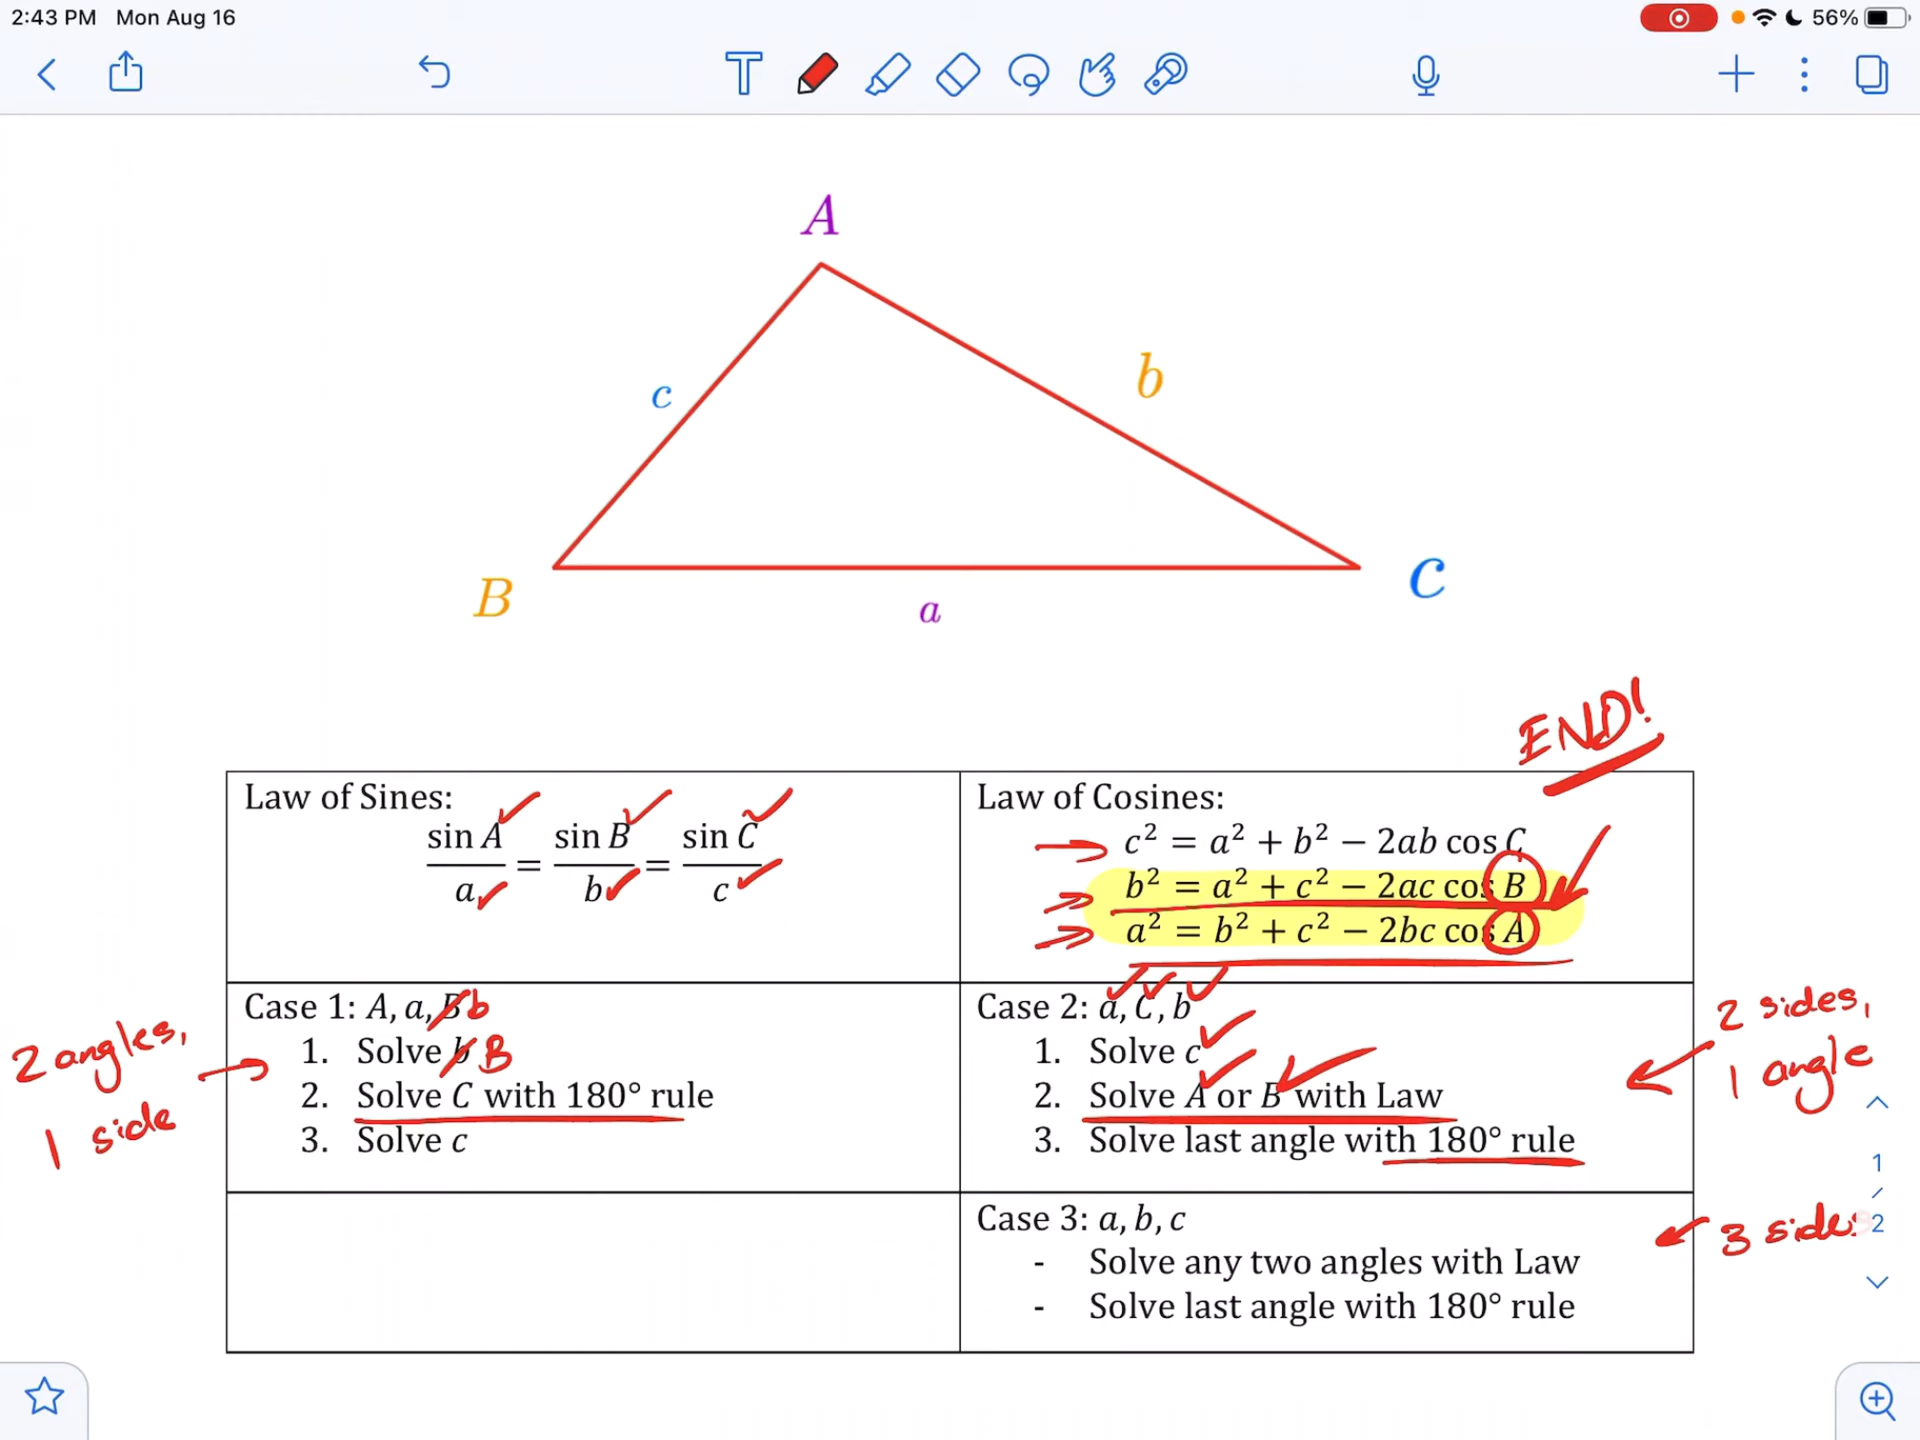 2:43 PM Mon Aug 16
56%
T
A
c
b
B
a
C
END!
Law of Sines:
sin A / a = sin B / b = sin C / c
Law of Cosines:
c² = a² + b² − 2ab cos C
b² = a² + c² − 2ac cos B
a² = b² + c² − 2bc cos A
2 angles,
1 side
Case 1: A, a, B b
1. Solve b B
2. Solve C with 180° rule
3. Solve c
Case 2: a, C, b
1. Solve c
2. Solve A or B with Law
3. Solve last angle with 180° rule
2 sides,
1 angle
1
/
2
Case 3: a, b, c
- Solve any two angles with Law
- Solve last angle with 180° rule
3 sides